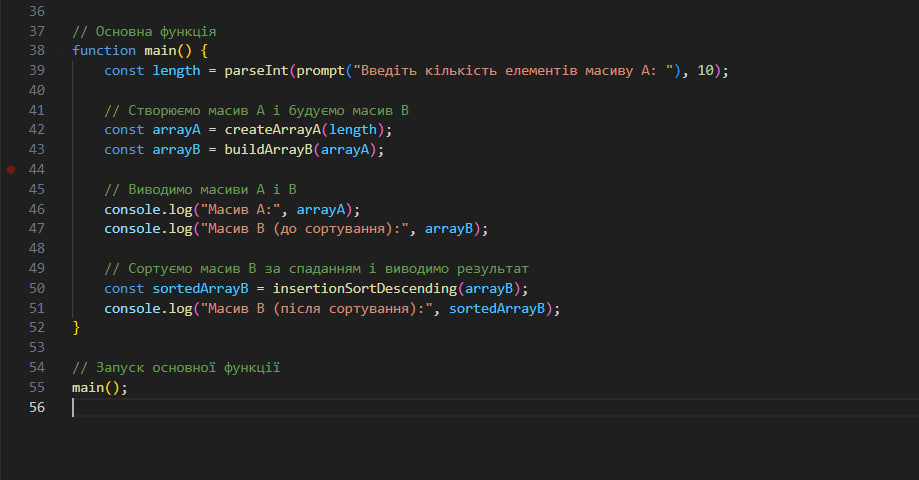 36
37 // Основна функція
38 function main() {
39 const length = parseInt(prompt("Введіть кількість елементів масиву A: "), 10);
40
41 // Створюємо масив A і будуємо масив B
42 const arrayA = createArrayA(length);
43 const arrayB = buildArrayB(arrayA);
44
45 // Виводимо масиви A і B
46 console.log("Масив A:", arrayA);
47 console.log("Масив B (до сортування):", arrayB);
48
49 // Сортуємо масив B за спаданням і виводимо результат
50 const sortedArrayB = insertionSortDescending(arrayB);
51 console.log("Масив B (після сортування):", sortedArrayB);
52 }
53
54 // Запуск основної функції
55 main();
56